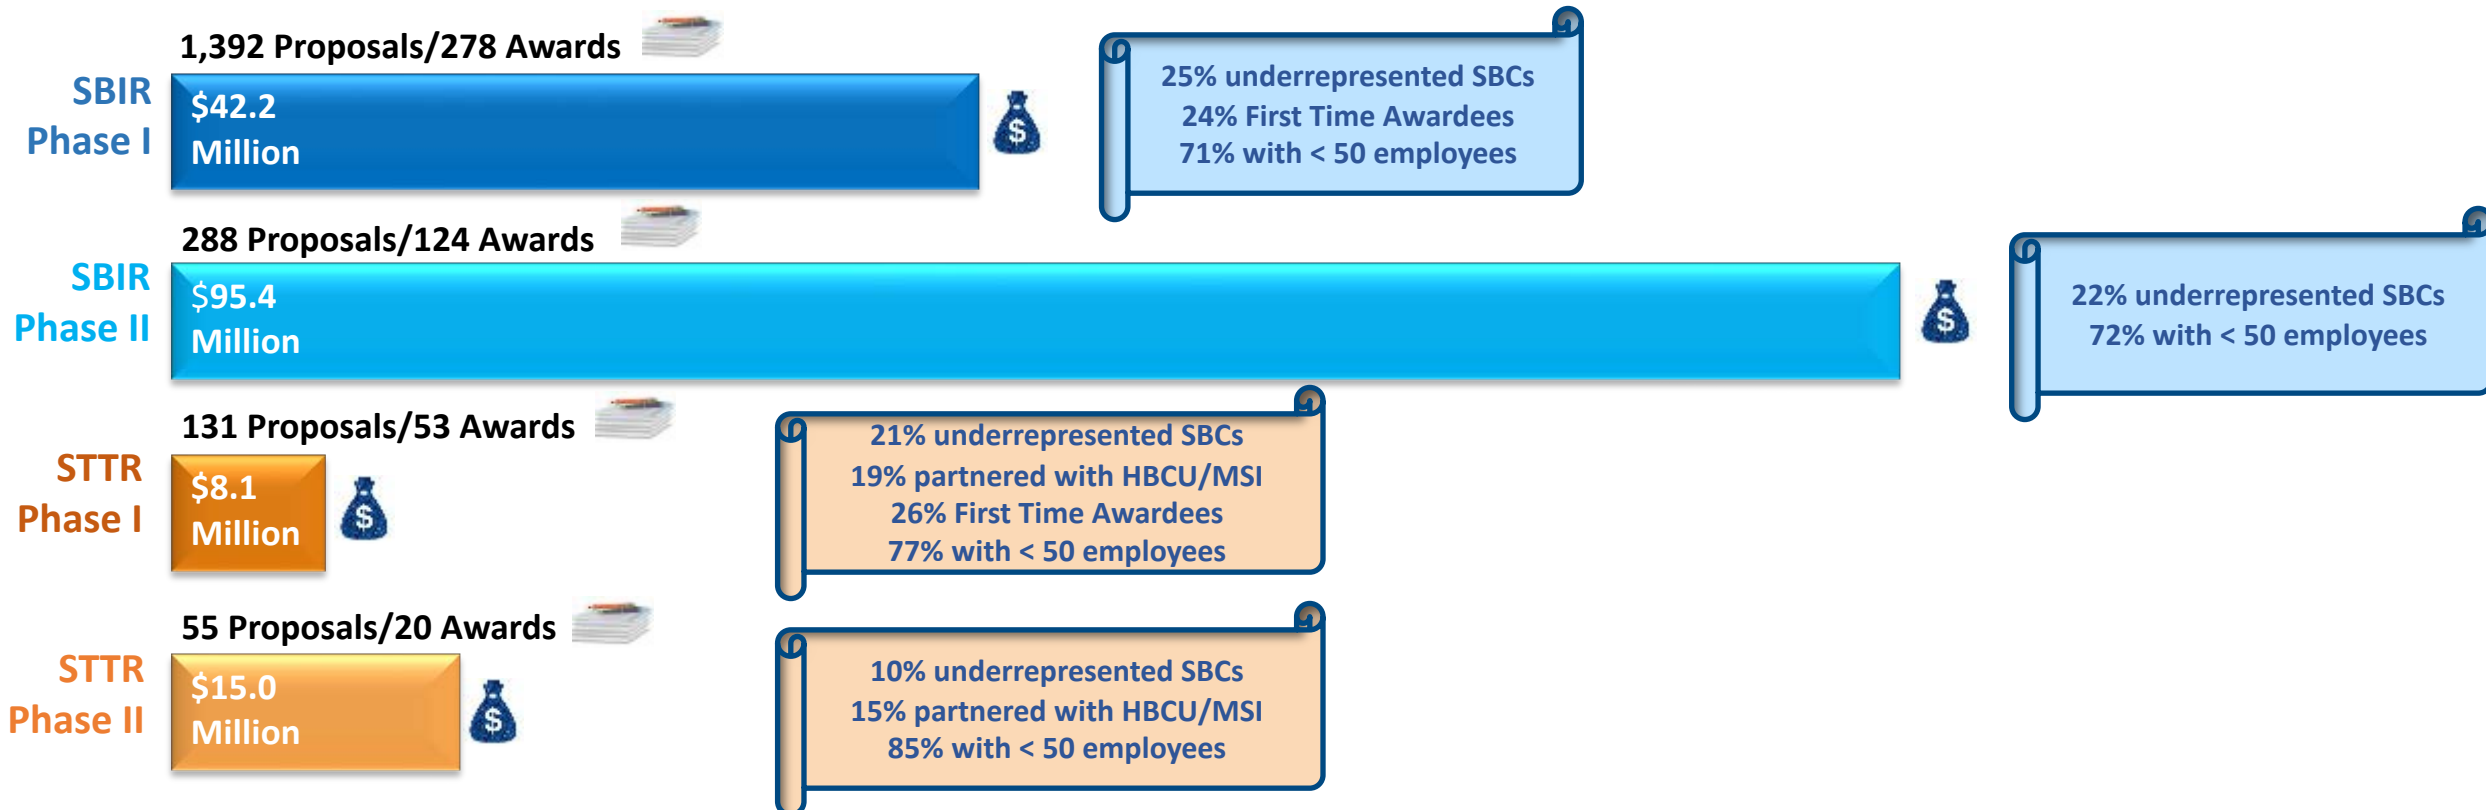 1,392 Proposals/278 Awards
SBIR
Phase I
$42.2
Million
25% underrepresented SBCs
24% First Time Awardees
71% with < 50 employees
288 Proposals/124 Awards
SBIR
Phase II
$95.4
Million
22% underrepresented SBCs
72% with < 50 employees
131 Proposals/53 Awards
STTR
Phase I
$8.1
Million
21% underrepresented SBCs
19% partnered with HBCU/MSI
26% First Time Awardees
77% with < 50 employees
55 Proposals/20 Awards
STTR
Phase II
$15.0
Million
10% underrepresented SBCs
15% partnered with HBCU/MSI
85% with < 50 employees